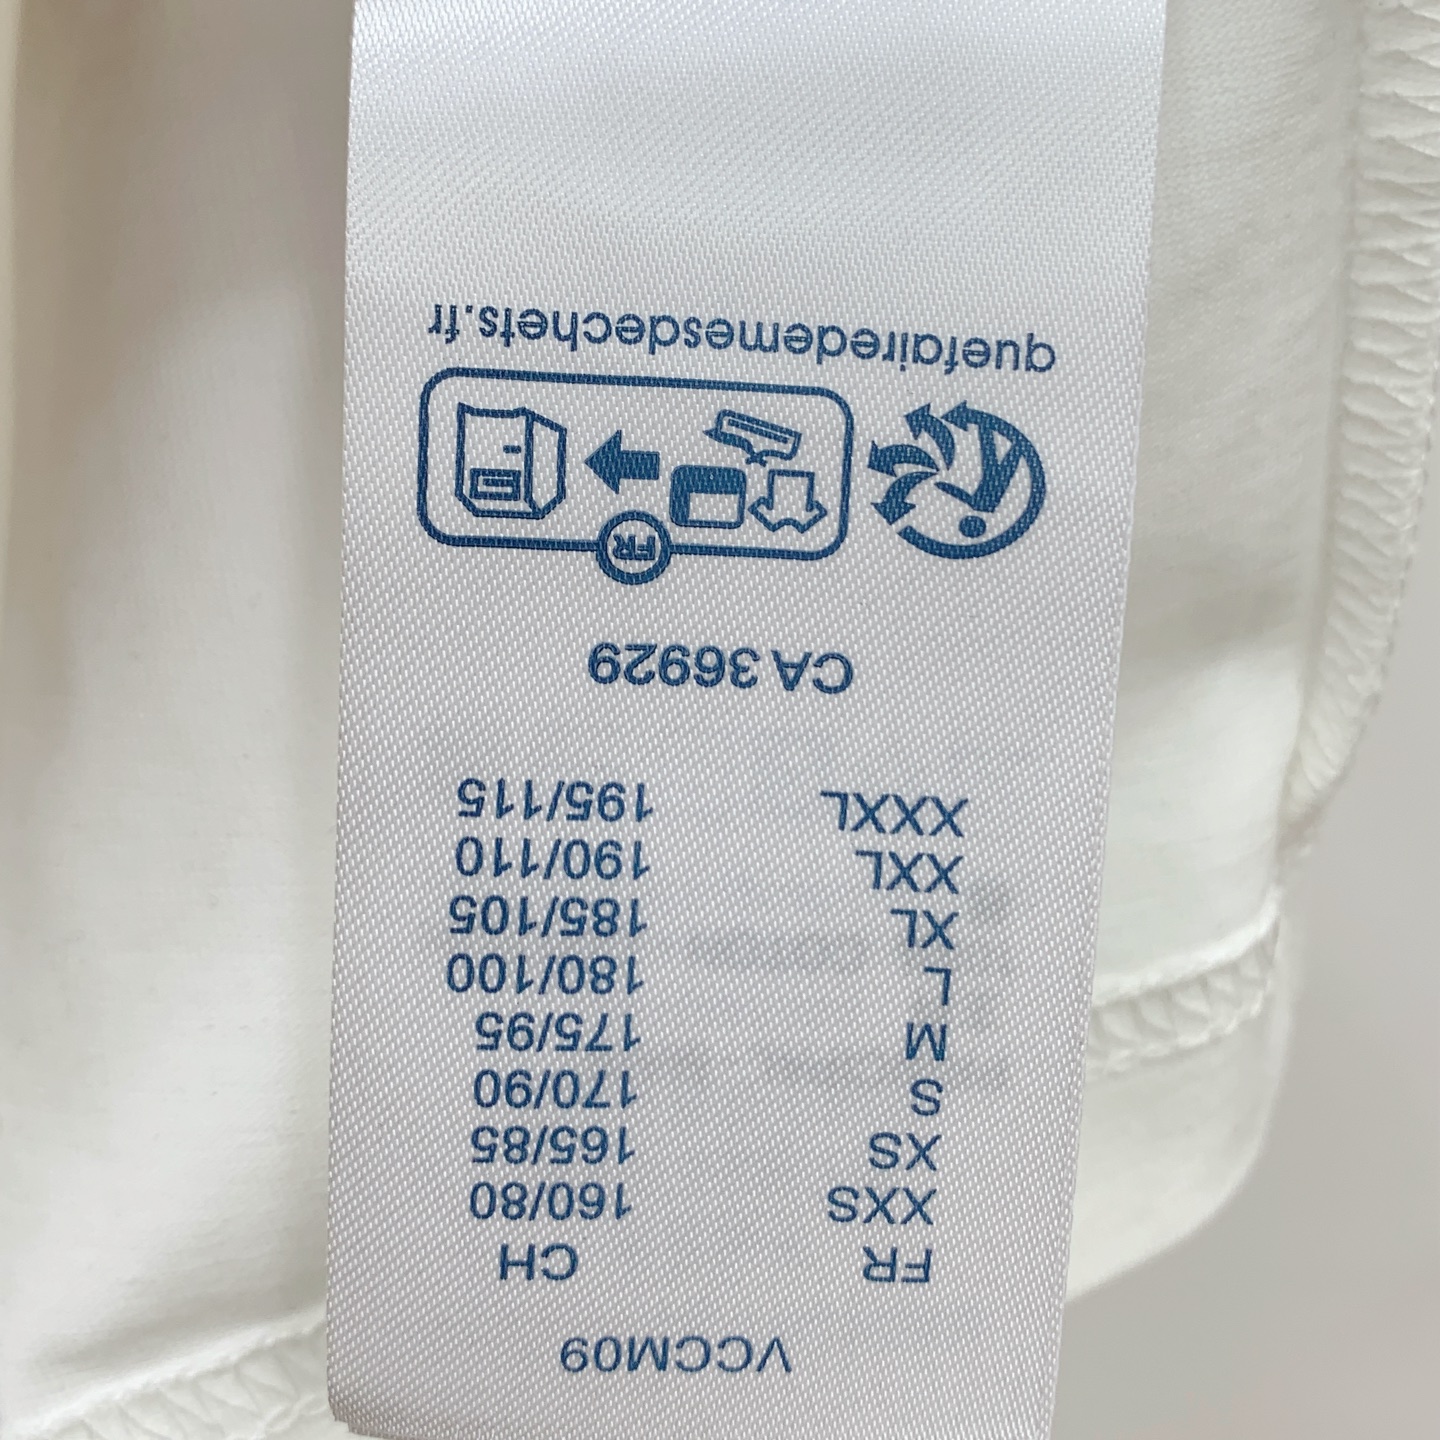 VCCM09
FR CH
XXS 160/80
XS 165/85
S 170/90
M 175/95
L 180/100
XL 185/105
XXL 190/110
XXXL 195/115
CA 36929
FR
quefairedemesdechets.fr